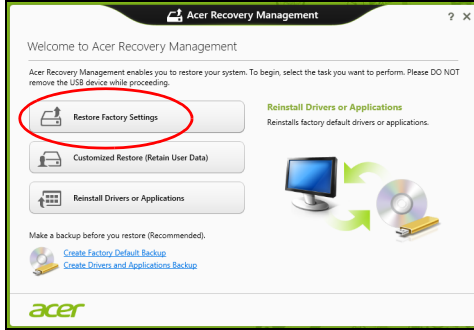 Acer Recovery Management
? X
Welcome to Acer Recovery Management
Acer Recovery Management enables you to restore your system. To begin, select the task you want to perform. Please DO NOT
remove the USB device while proceeding.
Restore Factory Settings
Reinstall Drivers or Applications
Reinstalls factory default drivers or applications.
Customized Restore (Retain User Data)
Reinstall Drivers or Applications
Make a backup before you restore (Recommended).
Create Factory Default Backup
Create Drivers and Applications Backup
acer